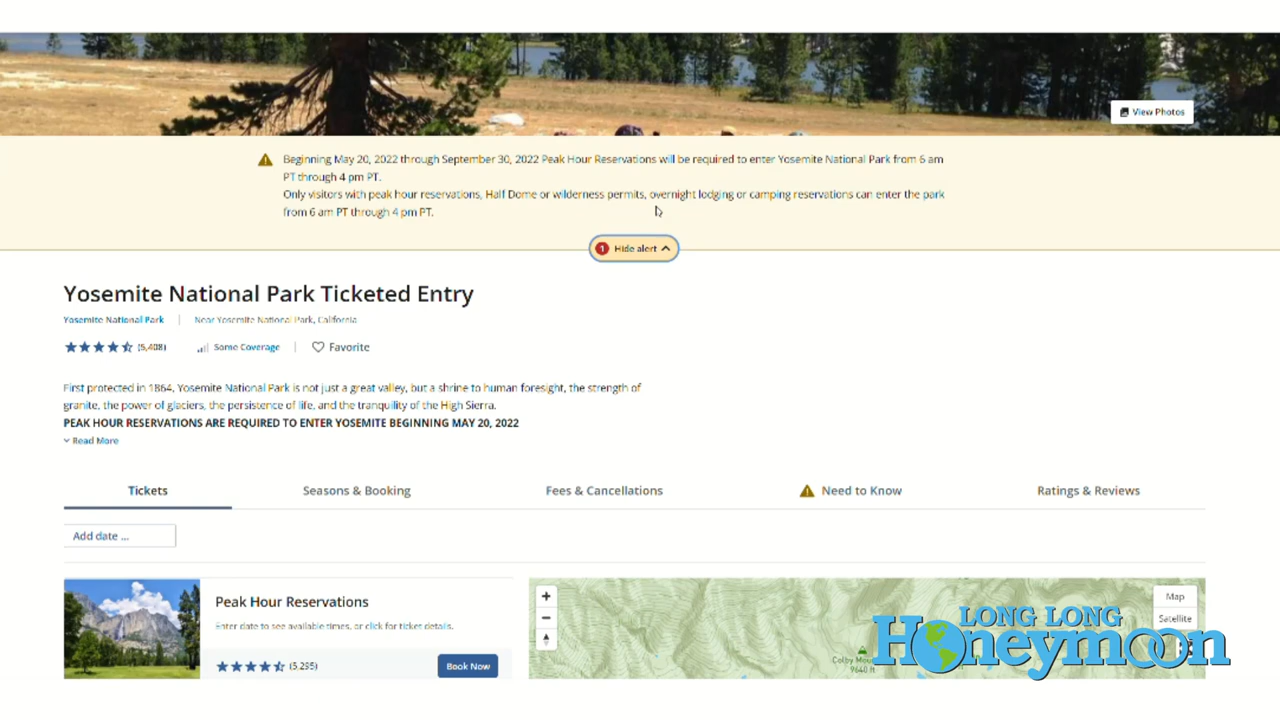 View Photos
Beginning May 20, 2022 through September 30, 2022 Peak Hour Reservations will be required to enter Yosemite National Park from 6 am
PT through 4 pm PT.
Only visitors with peak hour reservations, Half Dome or wilderness permits, overnight lodging or camping reservations can enter the park
from 6 am PT through 4 pm PT.
1 Hide alert
Yosemite National Park Ticketed Entry
Yosemite National Park | Near Yosemite National Park, California
(5,408) Some Coverage | Favorite
First protected in 1864, Yosemite National Park is not just a great valley, but a shrine to human foresight, the strength of
granite, the power of glaciers, the persistence of life, and the tranquility of the High Sierra.
PEAK HOUR RESERVATIONS ARE REQUIRED TO ENTER YOSEMITE BEGINNING MAY 20, 2022
Read More
Tickets Seasons & Booking Fees & Cancellations Need to Know Ratings & Reviews
Add date ...
Peak Hour Reservations
Enter date to see available times, or click for ticket details.
(5,295) Book Now
+
−
Map
Satellite
Colby
9640 ft
LONG LONG
Honeymoon